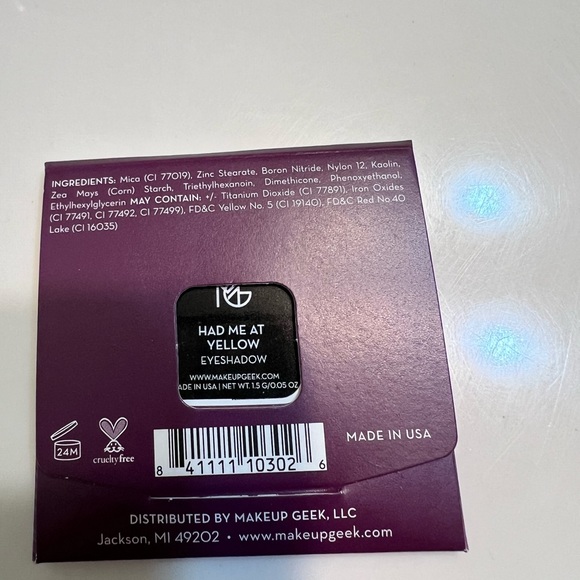 INGREDIENTS: Mica (CI 77019), Zinc Stearate, Boron Nitride, Nylon 12, Kaolin,
Zea Mays (Corn) Starch, Triethylhexanoin, Dimethicone, Phenoxyethanol,
Ethylhexylglycerin MAY CONTAIN: +/- Titanium Dioxide (CI 77891), Iron Oxides
(CI 77491, CI 77492, CI 77499), FD&C Yellow No. 5 (CI 19140), FD&C Red No.40
Lake (CI 16035)
HAD ME AT
YELLOW
EYESHADOW
WWW.MAKEUPGEEK.COM
ADE IN USA | NET WT. 1.5 G/0.05 OZ
24M
crueltyfree
8 41111 10302 6
MADE IN USA
DISTRIBUTED BY MAKEUP GEEK, LLC
Jackson, MI 49202 • www.makeupgeek.com